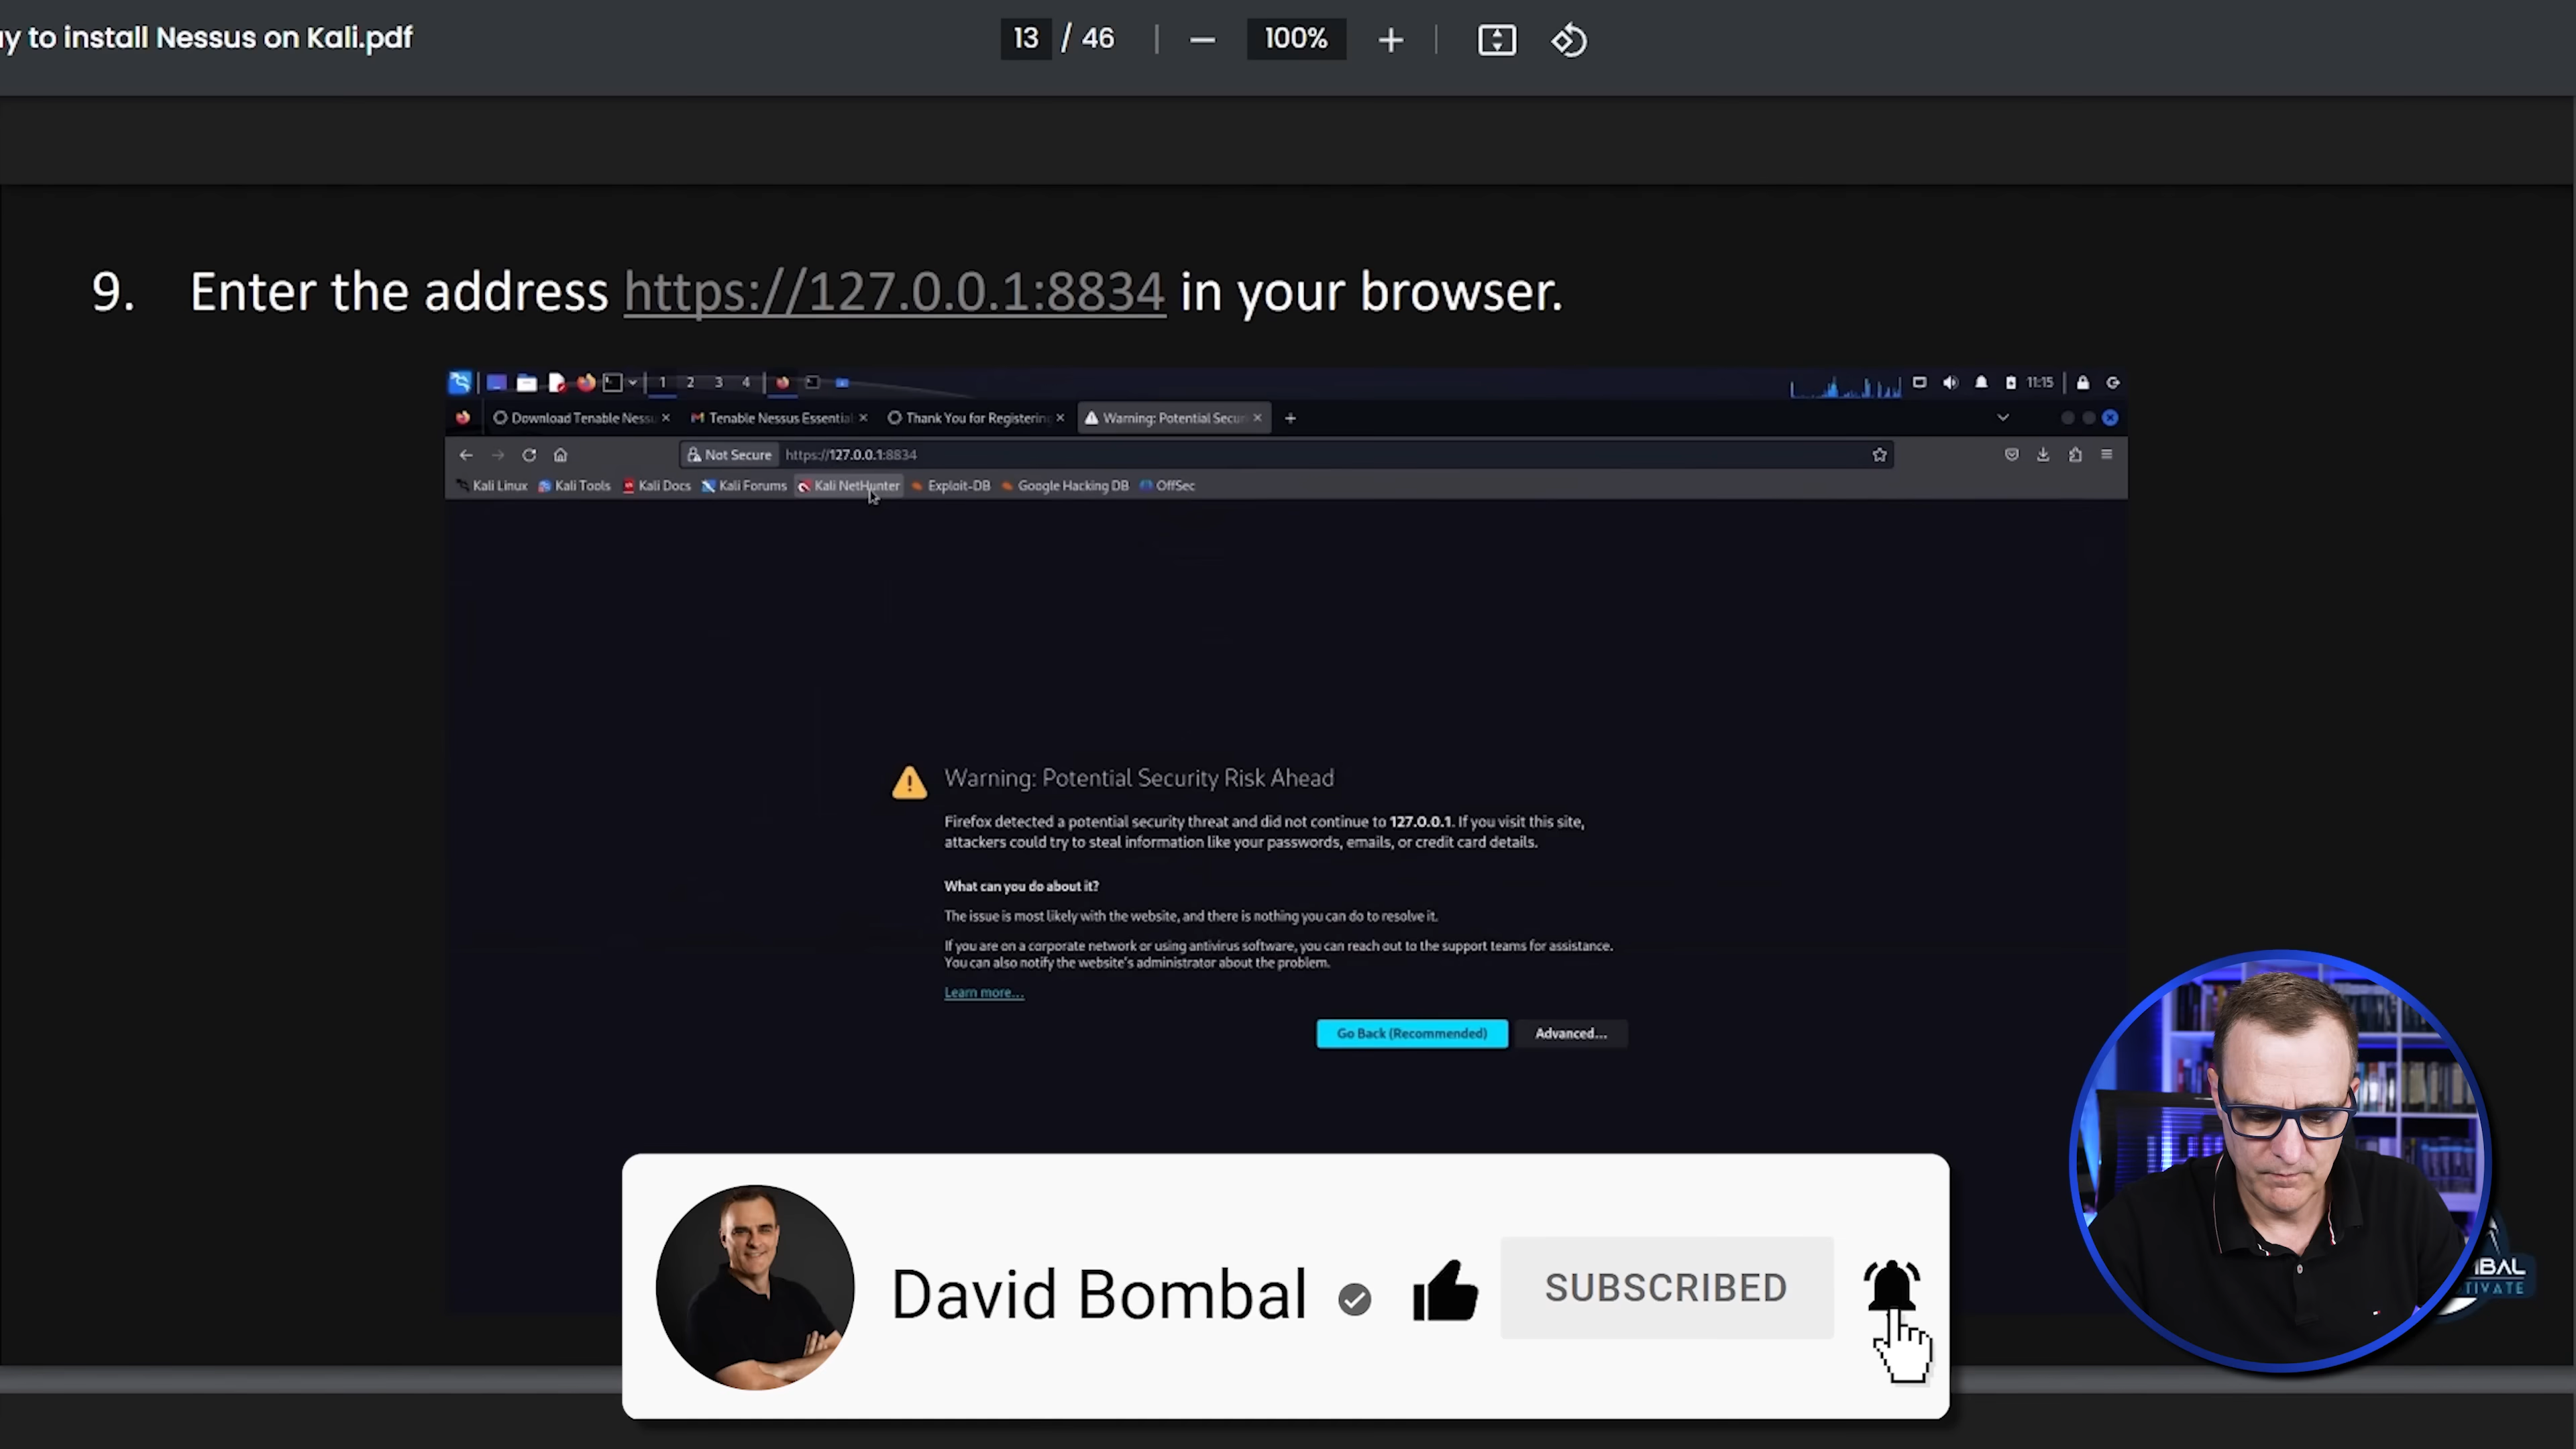 y to install Nessus on Kali.pdf
13 / 46
100%
9. Enter the address https://127.0.0.1:8834 in your browser.
1 2 3 4
11:15
Download Tenable Nessu
Tenable Nessus Essential
Thank You for Registering
Warning: Potential Secur
Not Secure https://127.0.0.1:8834
Kali Linux Kali Tools Kali Docs Kali Forums Kali NetHunter Exploit-DB Google Hacking DB OffSec
Warning: Potential Security Risk Ahead
Firefox detected a potential security threat and did not continue to 127.0.0.1. If you visit this site,
attackers could try to steal information like your passwords, emails, or credit card details.
What can you do about it?
The issue is most likely with the website, and there is nothing you can do to resolve it.
If you are on a corporate network or using antivirus software, you can reach out to the support teams for assistance.
You can also notify the website's administrator about the problem.
Learn more...
Go Back (Recommended)
Advanced...
David Bombal
SUBSCRIBED
MBAL
TIVATE